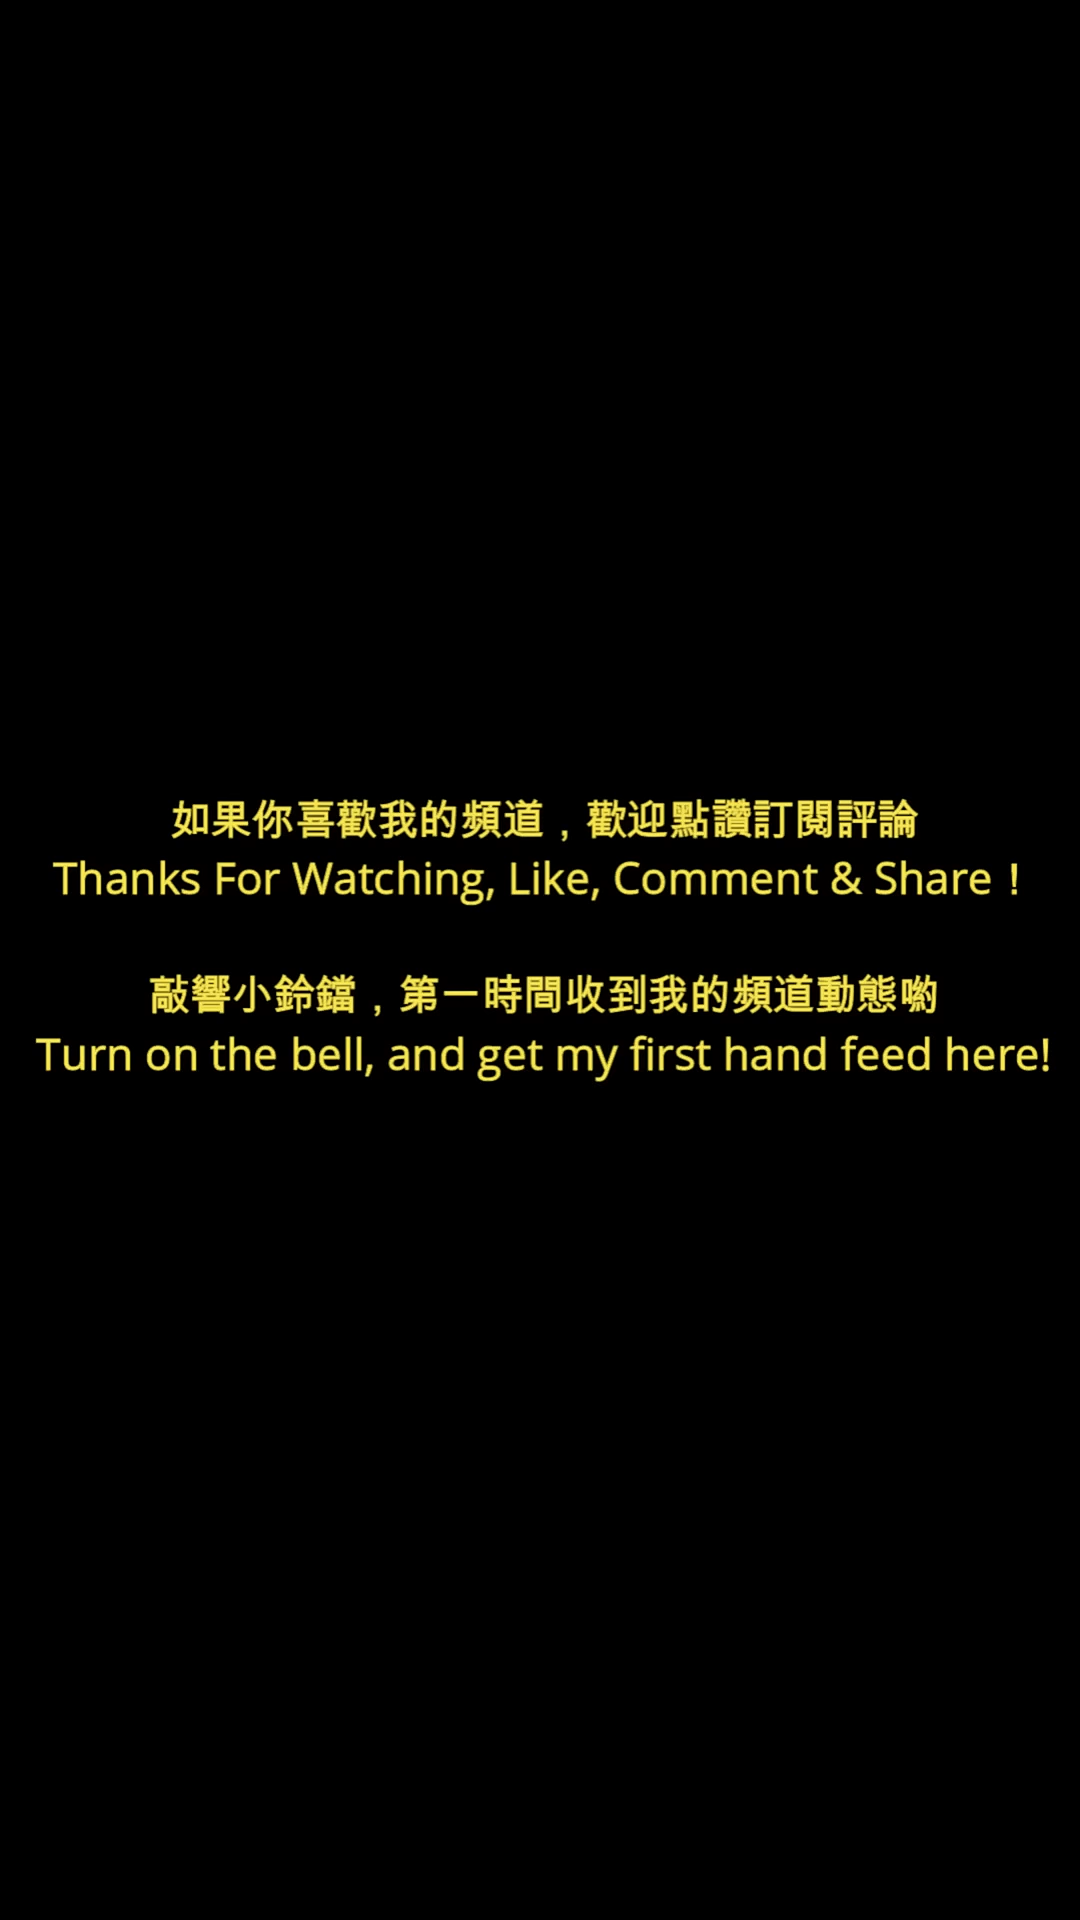 如果你喜歡我的頻道，歡迎點讚訂閱評論
Thanks For Watching, Like, Comment & Share！
敲響小鈴鐺，第一時間收到我的頻道動態喲
Turn on the bell, and get my first hand feed here!